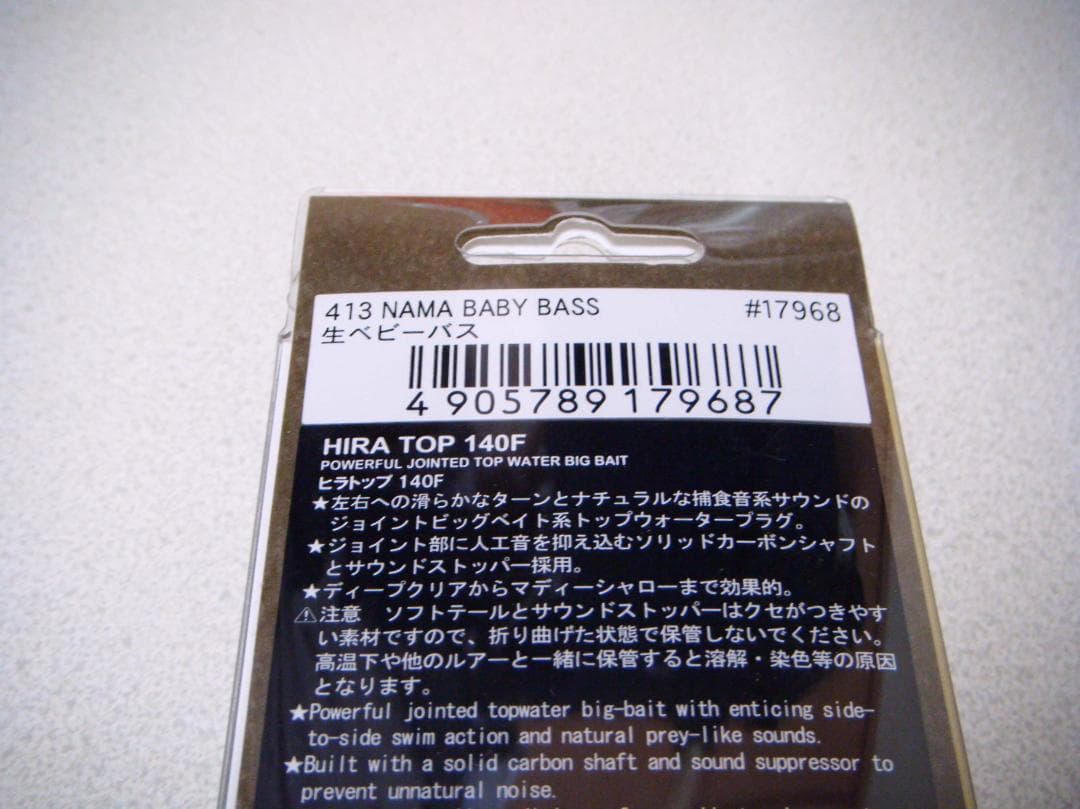 413 NAMA BABY BASS #17968
生ベビーバス
4 905789 179687
HIRA TOP 140F
POWERFUL JOINTED TOP WATER BIG BAIT
ヒラトップ 140F
★左右への滑らかなターンとナチュラルな捕食音系サウンドの
ジョイントビッグベイト系トップウォータープラグ。
★ジョイント部に人工音を抑え込むソリッドカーボンシャフト
とサウンドストッパー採用。
★ディープクリアからマディーシャローまで効果的。
⚠注意 ソフトテールとサウンドストッパーはクセがつきやす
い素材ですので、折り曲げた状態で保管しないでください。
高温下や他のルアーと一緒に保管すると溶解・染色等の原因
となります。
★Powerful jointed topwater big-bait with enticing side-
to-side swim action and natural prey-like sounds.
★Built with a solid carbon shaft and sound suppressor to
prevent unnatural noise.